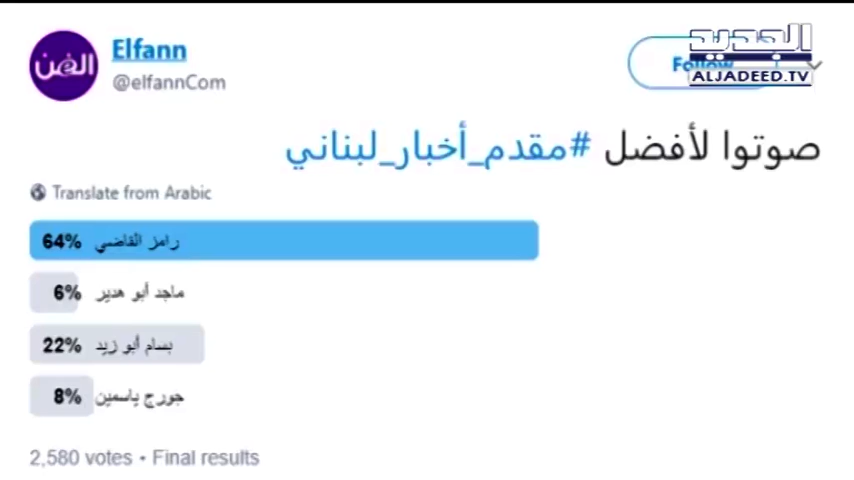 Elfann
الفن
@elfannCom
Follow
الجديد
ALJADEED.TV
صوتوا لأفضل #مقدم_أخبار_لبناني
Translate from Arabic
64% رامز القاضي
6% ماجد أبو هدير
22% بسام أبو زيد
8% جورج ياسمين
2,580 votes • Final results